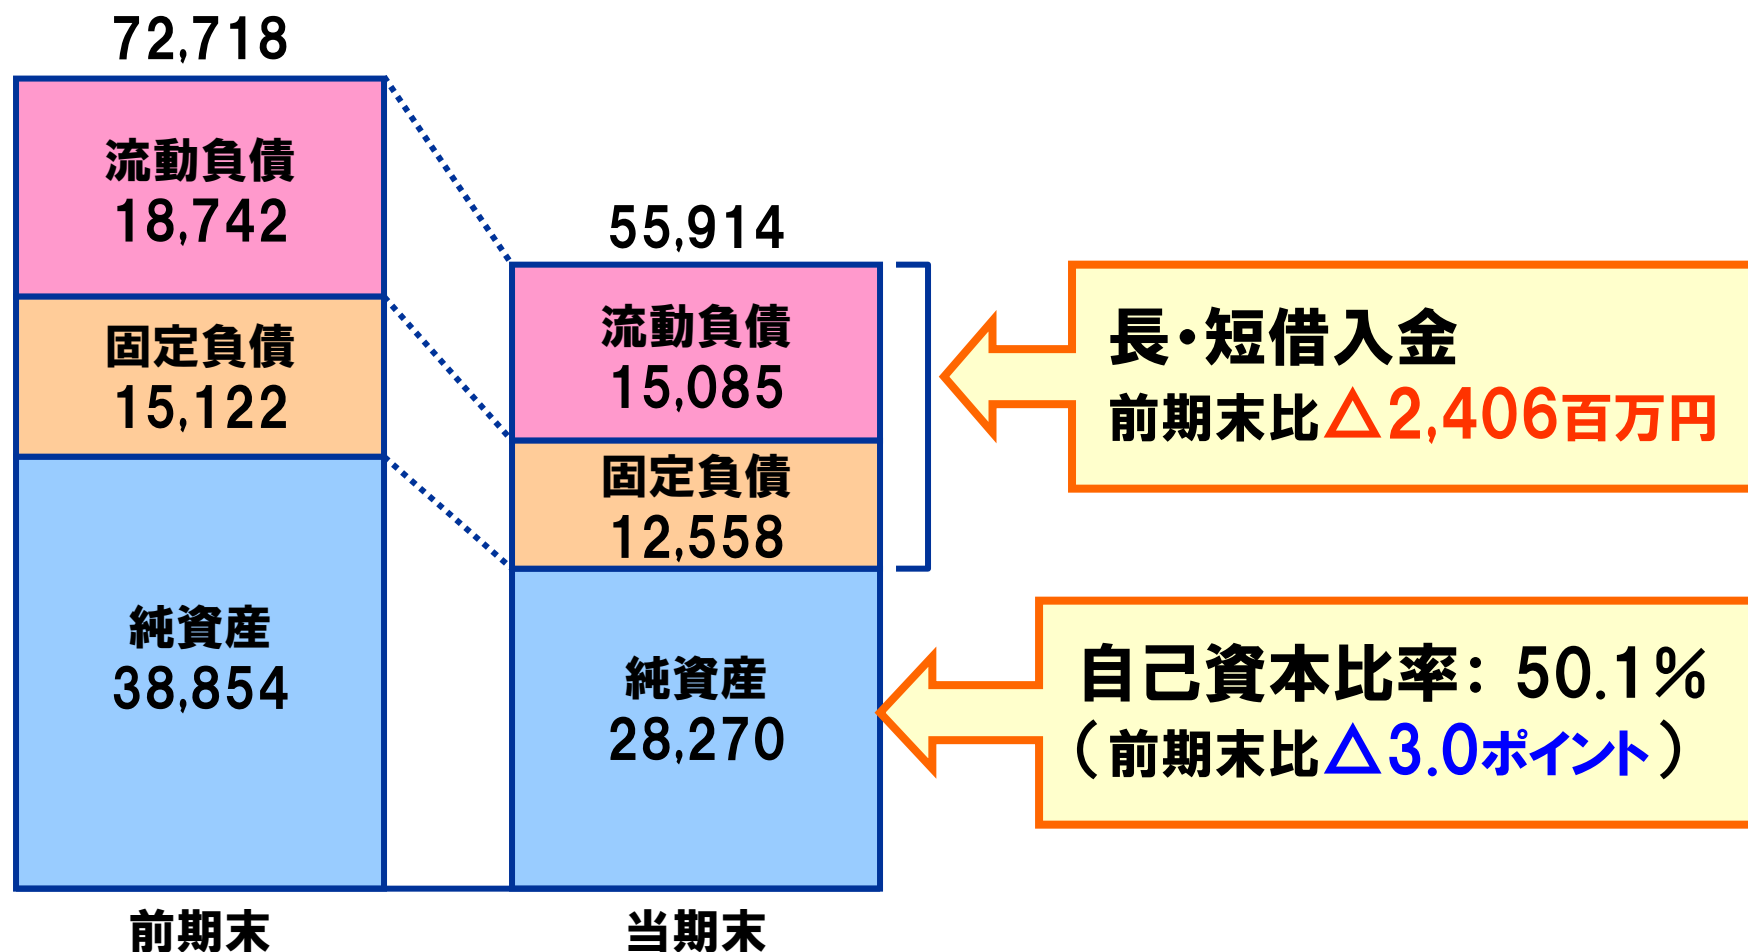 72,718
流動負債
18,742
固定負債
15,122
純資産
38,854
前期末
55,914
流動負債
15,085
固定負債
12,558
純資産
28,270
当期末
長・短借入金
前期末比△2,406百万円
自己資本比率：50.1％
（前期末比△3.0ポイント）